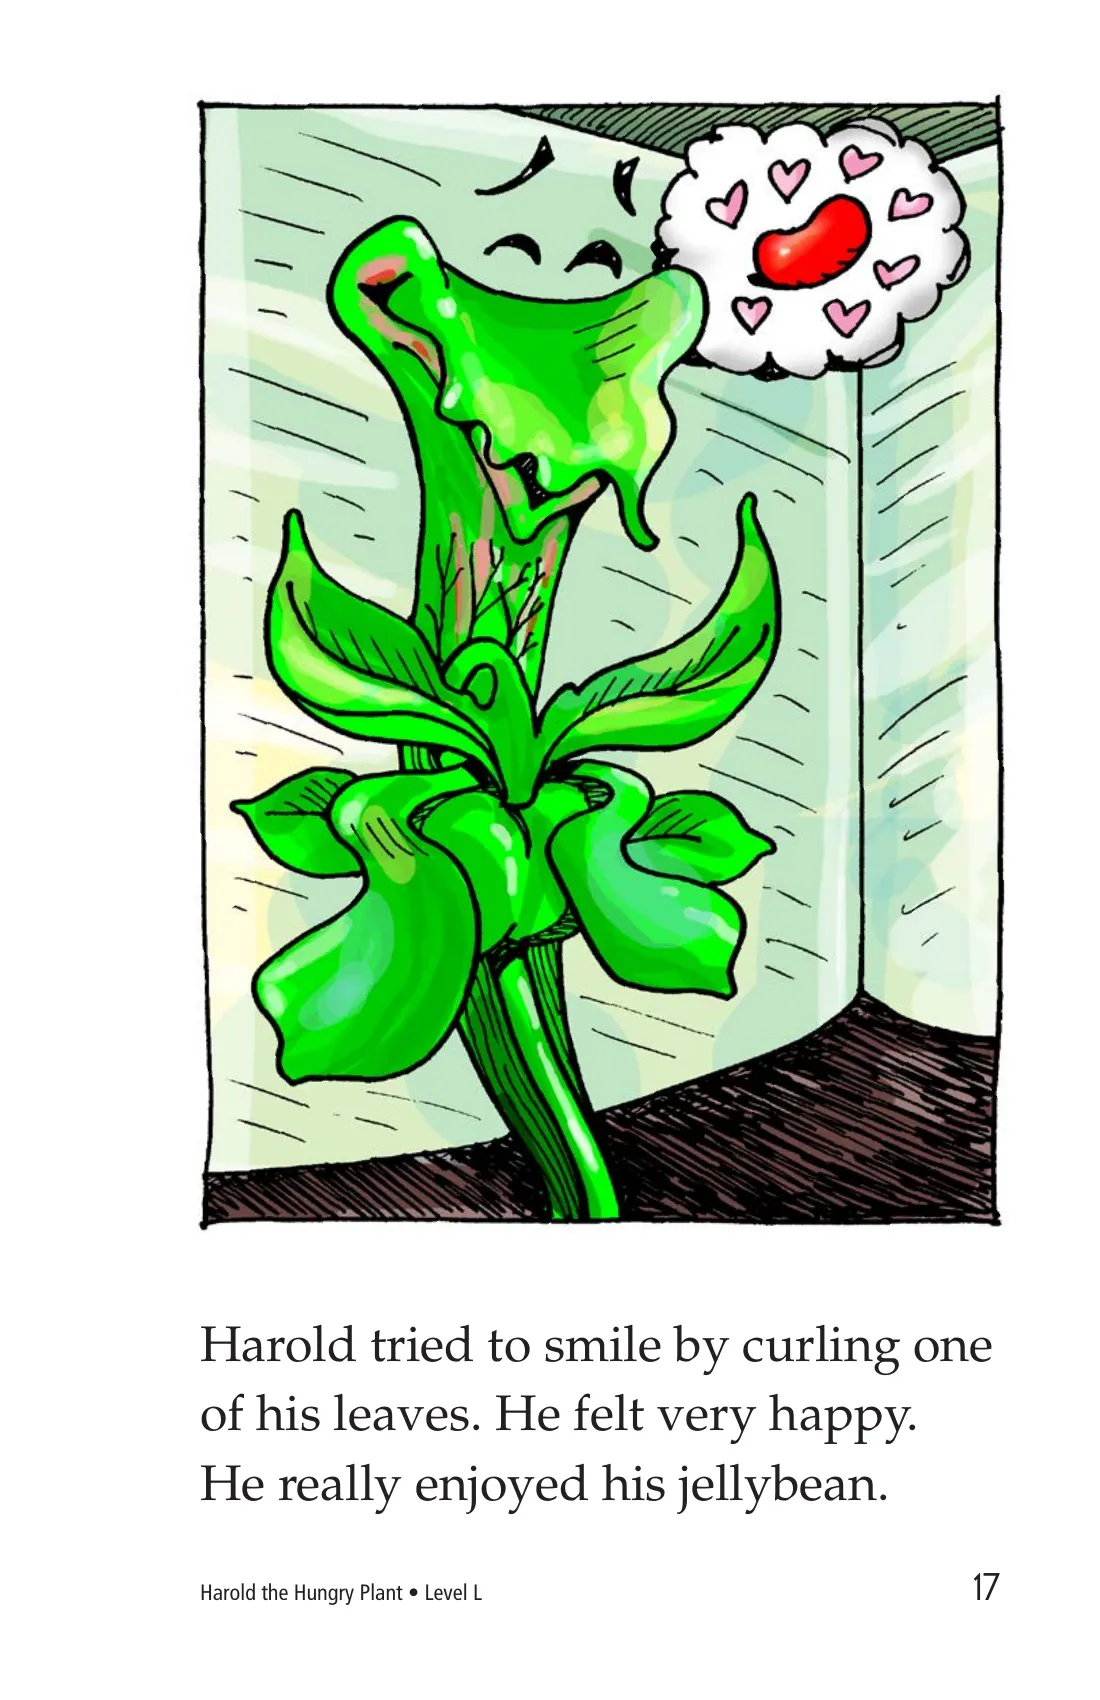 Harold tried to smile by curling one
of his leaves. He felt very happy.
He really enjoyed his jellybean.
Harold the Hungry Plant • Level L
17